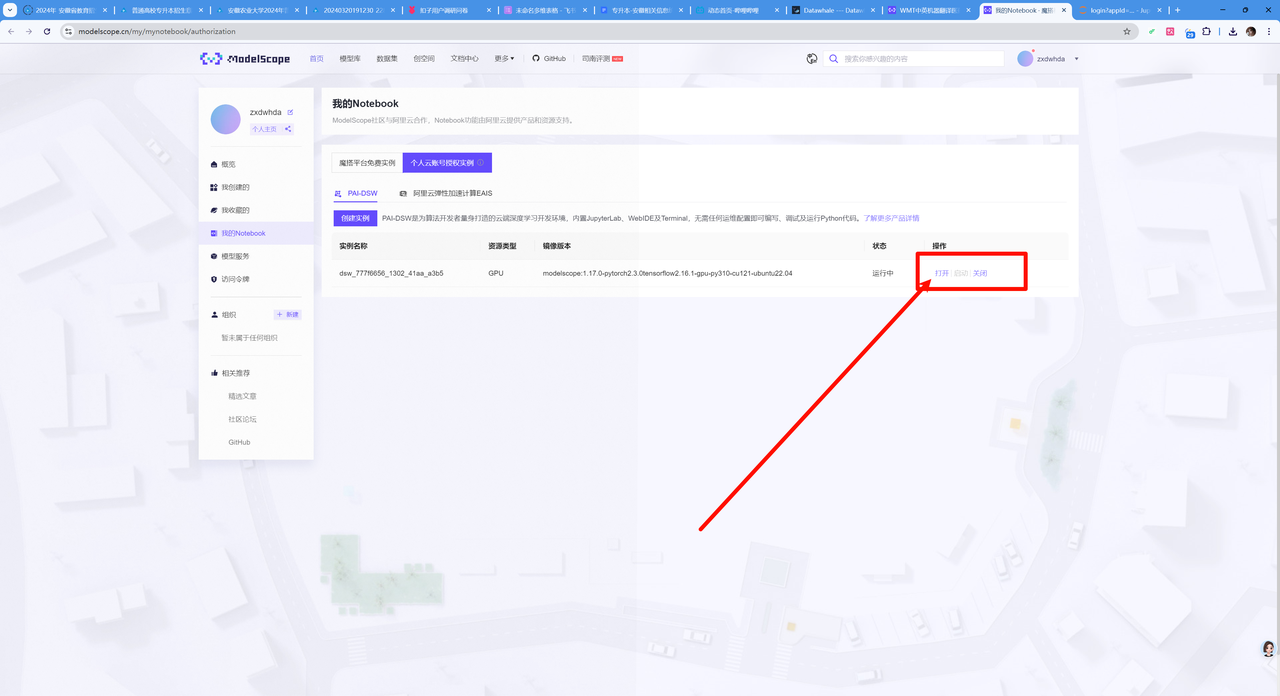 2024年 安徽省教育
普通高校专升本招生
安徽农业大学2024年
20240320191230 22
扣子用户调研问卷
未命名多维表格 - 飞
专升本-安徽相关信息
动态首页-哔哩哔哩
Datawhale --- Dataw
WMT中英机器翻译
我的Notebook · 魔搭
login?appId=... - Jup
modelscope.cn/my/mynotebook/authorization
29
ModelScope 首页 模型库 数据集 创空间 文档中心 更多 GitHub 司南评测 搜索你感兴趣的内容 zxdwhda
zxdwhda
个人主页
概览
我创建的
我收藏的
我的Notebook
模型服务
访问令牌
组织 + 新建
暂未属于任何组织
相关推荐
精选文章
社区论坛
GitHub
我的Notebook
ModelScope社区与阿里云合作、Notebook功能由阿里云提供产品和资源支持。
魔搭平台免费实例 个人云账号授权实例
PAI-DSW 阿里云弹性加速计算EAIS
创建实例 PAI-DSW是为算法开发者量身打造的云端深度学习开发环境，内置JupyterLab、WebIDE及Terminal，无需任何运维配置即可编写，调试及运行Python代码。 了解更多产品详情
实例名称 资源类型 镜像版本 状态 操作
dsw_777f6656_1302_41aa_a3b5 GPU modelscope:1.17.0-pytorch2.3.0tensorflow2.16.1-gpu-py310-cu121-ubuntu22.04 运行中 打开 启动 关闭